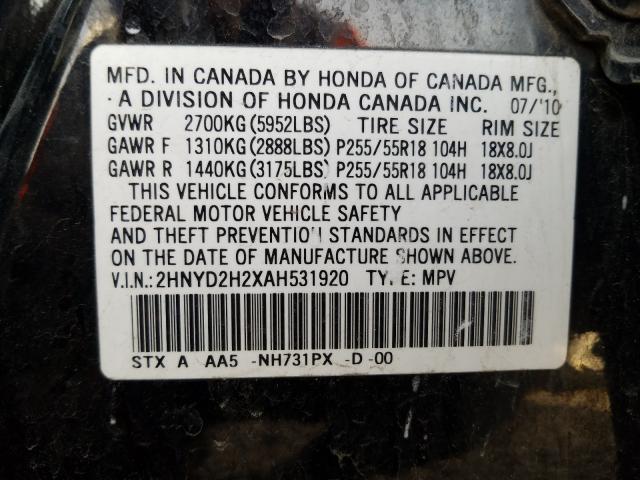 MFD. IN CANADA BY HONDA OF CANADA MFG.,
A DIVISION OF HONDA CANADA INC. 07/'10
GVWR 2700KG(5952LBS) TIRE SIZE RIM SIZE
GAWR F 1310KG(2888LBS) P255/55R18 104H 18X8.0J
GAWR R 1440KG(3175LBS) P255/55R18 104H 18X8.0J
THIS VEHICLE CONFORMS TO ALL APPLICABLE
FEDERAL MOTOR VEHICLE SAFETY
AND THEFT PREVENTION STANDARDS IN EFFECT
ON THE DATE OF MANUFACTURE SHOWN ABOVE.
V.I.N.: 2HNYD2H2XAH531920 TYPE: MPV
STX A AA5 -NH731PX -D -00